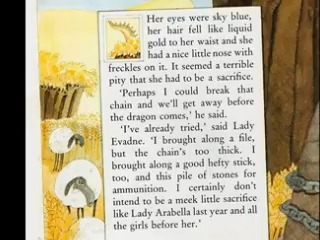 Her eyes were sky blue,
her hair fell like liquid
gold to her waist and she
had a nice little nose with
freckles on it. It seemed a terrible
pity that she had to be a sacrifice.
'Perhaps I could break that
chain and we'll get away before
the dragon comes,' he said.
'I've already tried,' said Lady
Evadne. 'I brought along a file,
but the chain's too thick. I
brought along a good hefty stick,
too, and this pile of stones for
ammunition. I certainly don't
intend to be a meek little sacrifice
like Lady Arabella last year and all
the girls before her.'